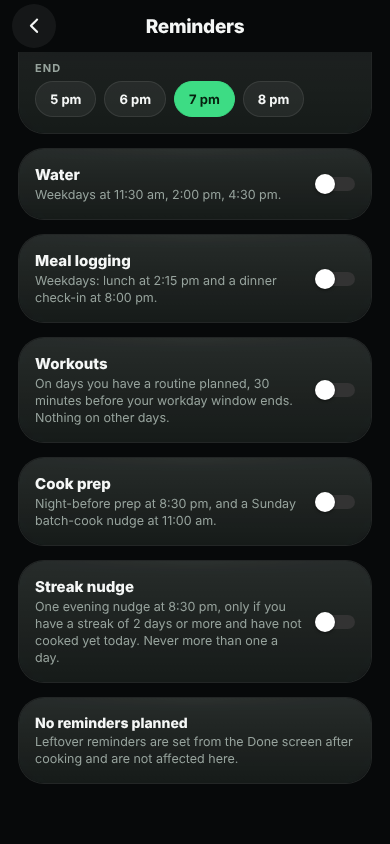 Reminders
END
5 pm 6 pm 7 pm 8 pm
Water
Weekdays at 11:30 am, 2:00 pm, 4:30 pm.
Meal logging
Weekdays: lunch at 2:15 pm and a dinner
check-in at 8:00 pm.
Workouts
On days you have a routine planned, 30
minutes before your workday window ends.
Nothing on other days.
Cook prep
Night-before prep at 8:30 pm, and a Sunday
batch-cook nudge at 11:00 am.
Streak nudge
One evening nudge at 8:30 pm, only if you
have a streak of 2 days or more and have not
cooked yet today. Never more than one a
day.
No reminders planned
Leftover reminders are set from the Done screen after
cooking and are not affected here.